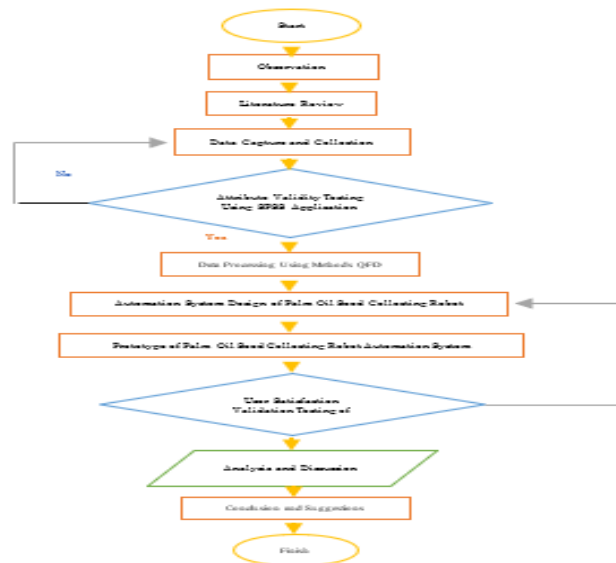 Start
Observation
Literature Review
Data Capture and Collection
No
Attribute Validity Testing
Using SPSS Application
Yes
Data Processing Using Methods QFD
Automation System Design of Palm Oil Seed Collecting Robot
Prototype of Palm Oil Seed Collecting Robot Automation System
User Satisfaction
Validation Testing of
Analysis and Discussion
Conclusion and Suggestions
Finish